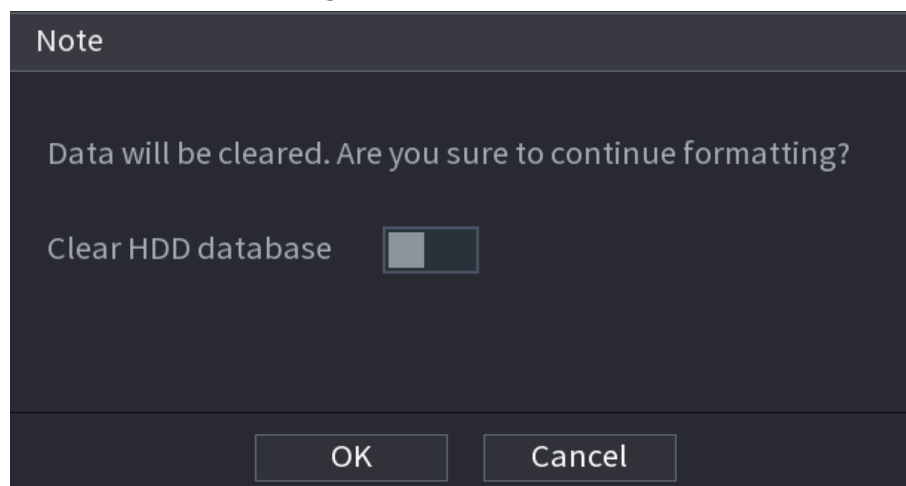 Note
Data will be cleared. Are you sure to continue formatting?
Clear HDD database
OK Cancel